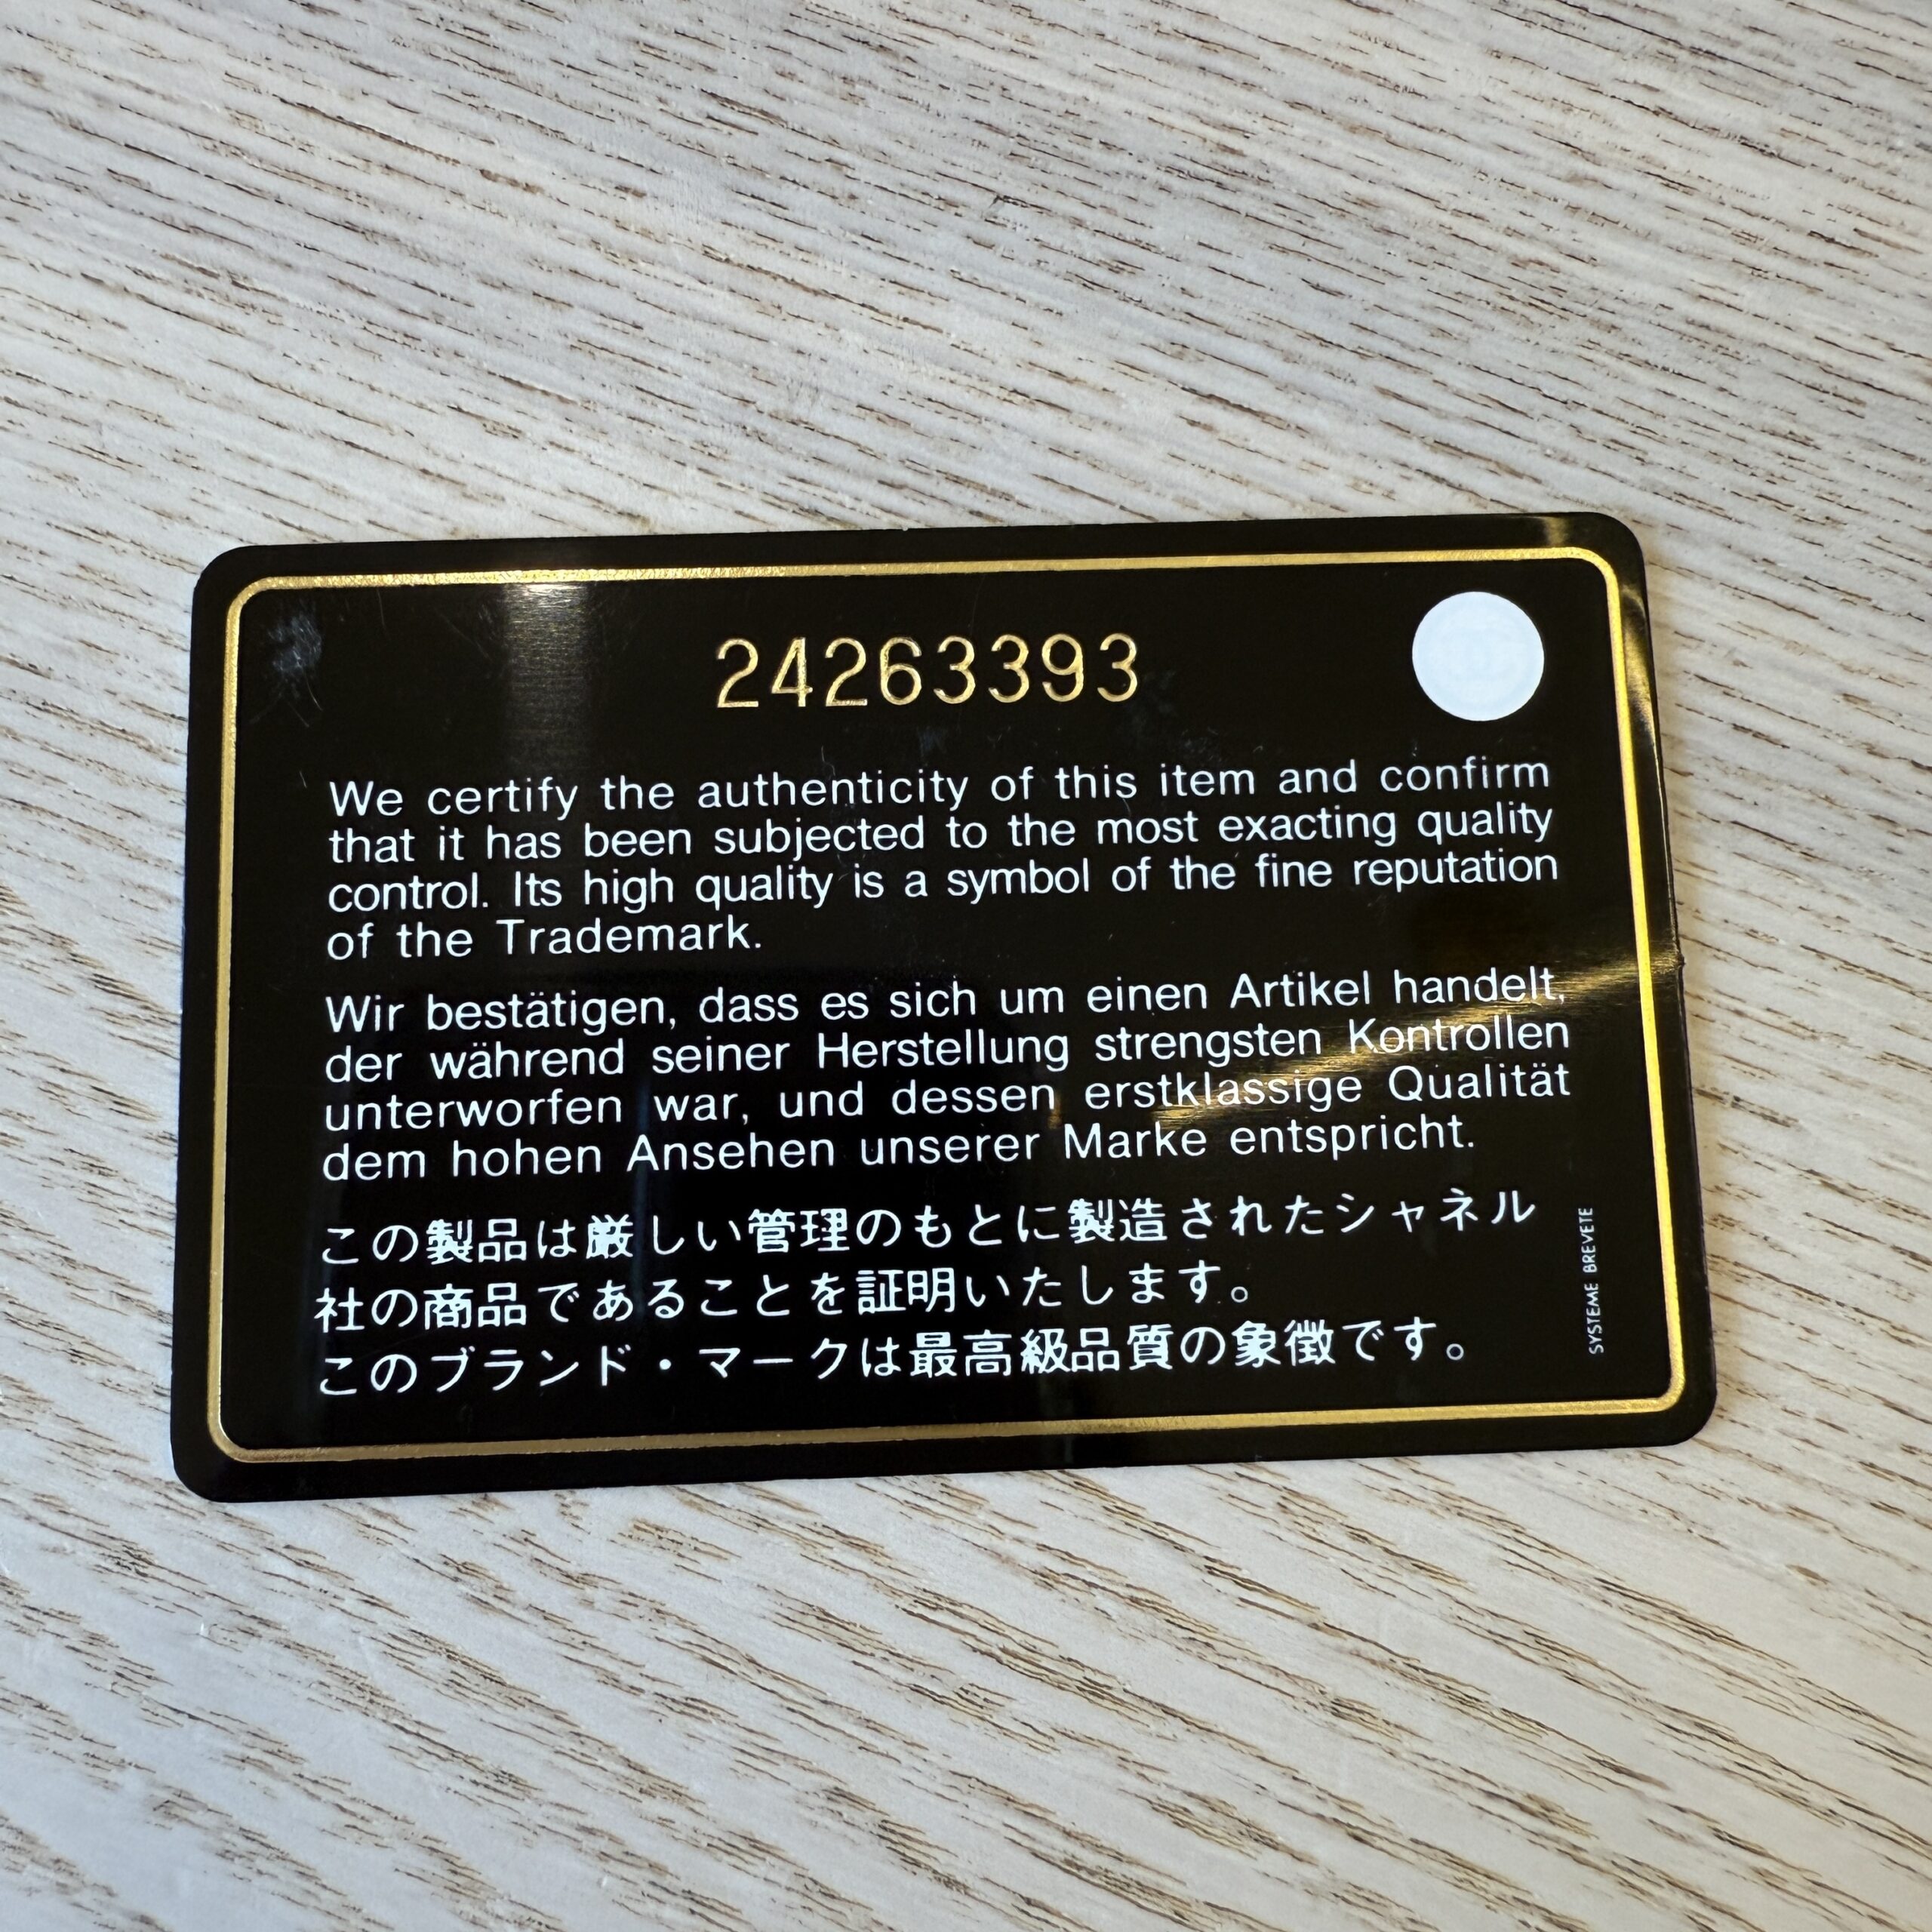 24263393
We certify the authenticity of this item and confirm
that it has been subjected to the most exacting quality
control. Its high quality is a symbol of the fine reputation
of the Trademark.
Wir bestätigen, dass es sich um einen Artikel handelt,
der während seiner Herstellung strengsten Kontrollen
unterworfen war, und dessen erstklassige Qualität
dem hohen Ansehen unserer Marke entspricht.
この製品は厳しい管理のもとに製造されたシャネル
社の商品であることを証明いたします。
このブランド・マークは最高級品質の象徴です。
SYSTEME BREVETE